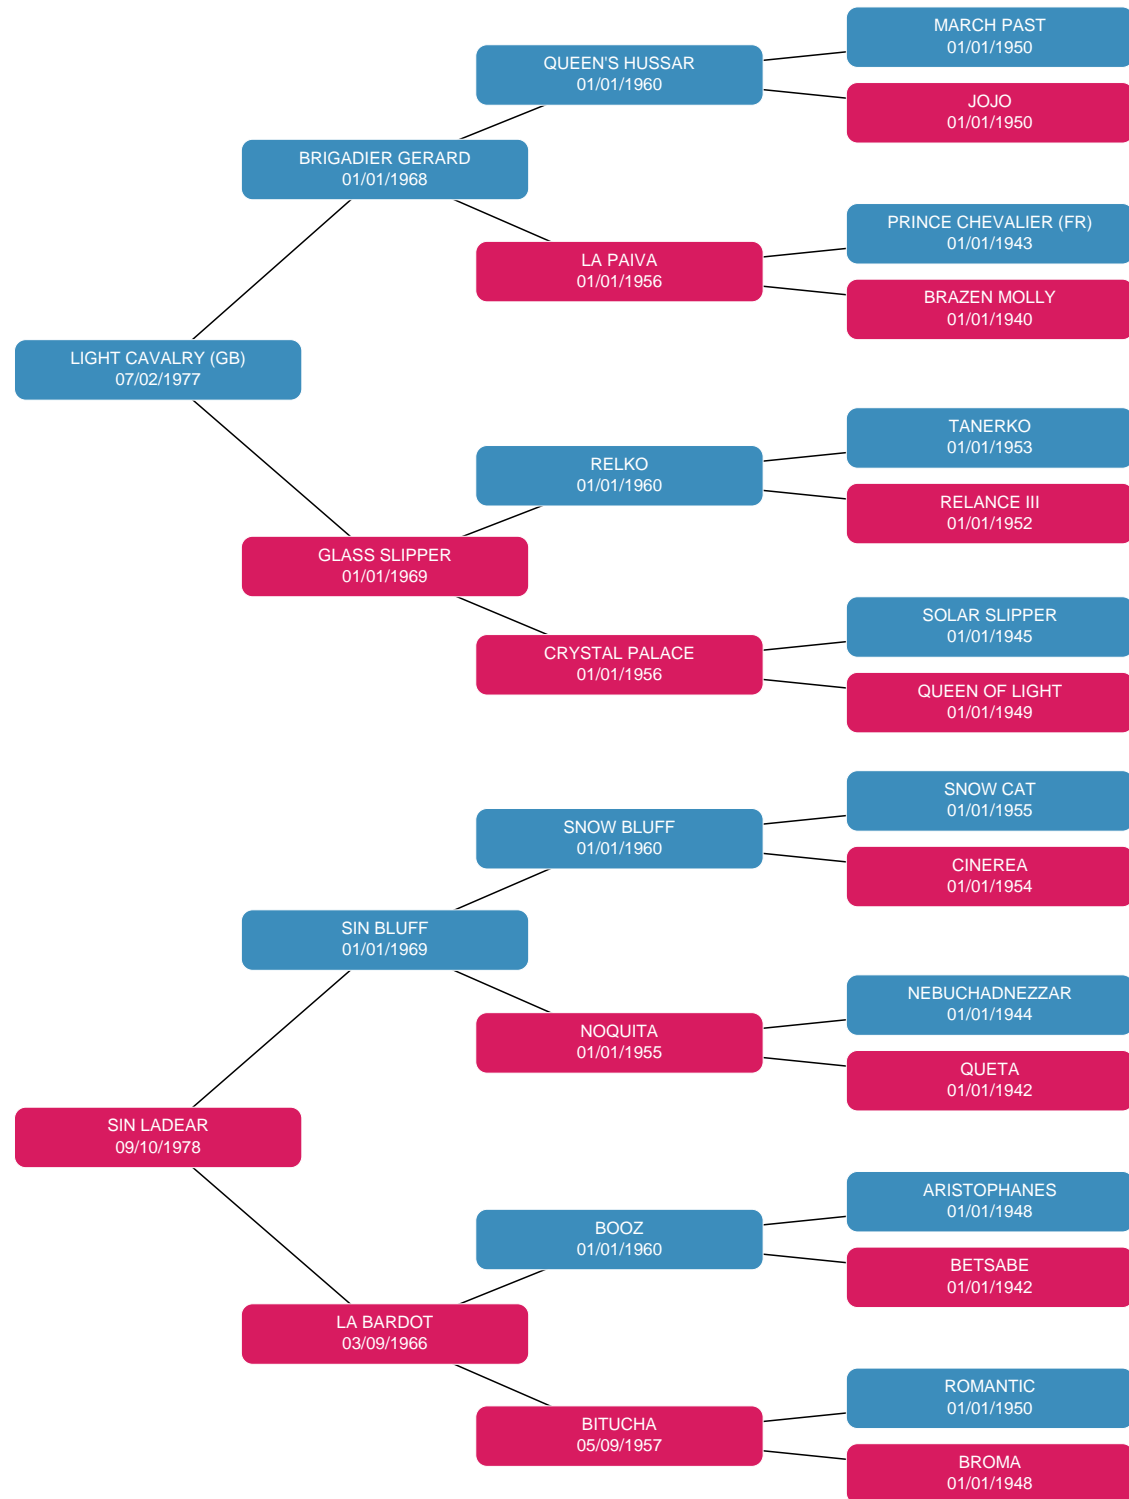 MARCH PAST
01/01/1950
QUEEN'S HUSSAR
01/01/1960
JOJO
01/01/1950
BRIGADIER GERARD
01/01/1968
PRINCE CHEVALIER (FR)
01/01/1943
LA PAIVA
01/01/1956
BRAZEN MOLLY
01/01/1940
LIGHT CAVALRY (GB)
07/02/1977
TANERKO
01/01/1953
RELKO
01/01/1960
RELANCE III
01/01/1952
GLASS SLIPPER
01/01/1969
SOLAR SLIPPER
01/01/1945
CRYSTAL PALACE
01/01/1956
QUEEN OF LIGHT
01/01/1949
SNOW CAT
01/01/1955
SNOW BLUFF
01/01/1960
CINEREA
01/01/1954
SIN BLUFF
01/01/1969
NEBUCHADNEZZAR
01/01/1944
NOQUITA
01/01/1955
QUETA
01/01/1942
SIN LADEAR
09/10/1978
ARISTOPHANES
01/01/1948
BOOZ
01/01/1960
BETSABE
01/01/1942
LA BARDOT
03/09/1966
ROMANTIC
01/01/1950
BITUCHA
05/09/1957
BROMA
01/01/1948